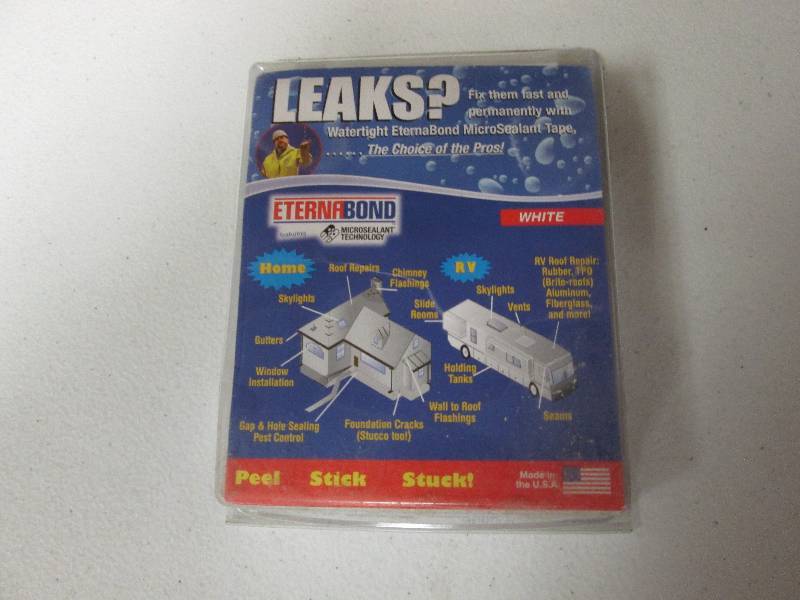 LEAKS?
Fix them fast and
permanently with
Watertight EternaBond MicroSealant Tape,
...... The Choice of the Pros!
ETERNABOND
features
MICROSEALANT
TECHNOLOGY
WHITE
Home
Roof Repairs
Chimney
Flashings
Skylights
Gutters
Window
Installation
Gap & Hole Sealing
Pest Control
Foundation Cracks
(Stucco too!)
Wall to Roof
Flashings
RV
Skylights
Slide
Rooms
Vents
RV Roof Repair:
Rubber, TPO
(Brite-roofs)
Aluminum,
Fiberglass,
and more!
Holding
Tanks
Seams
Peel Stick Stuck!
Made in
the U.S.A.